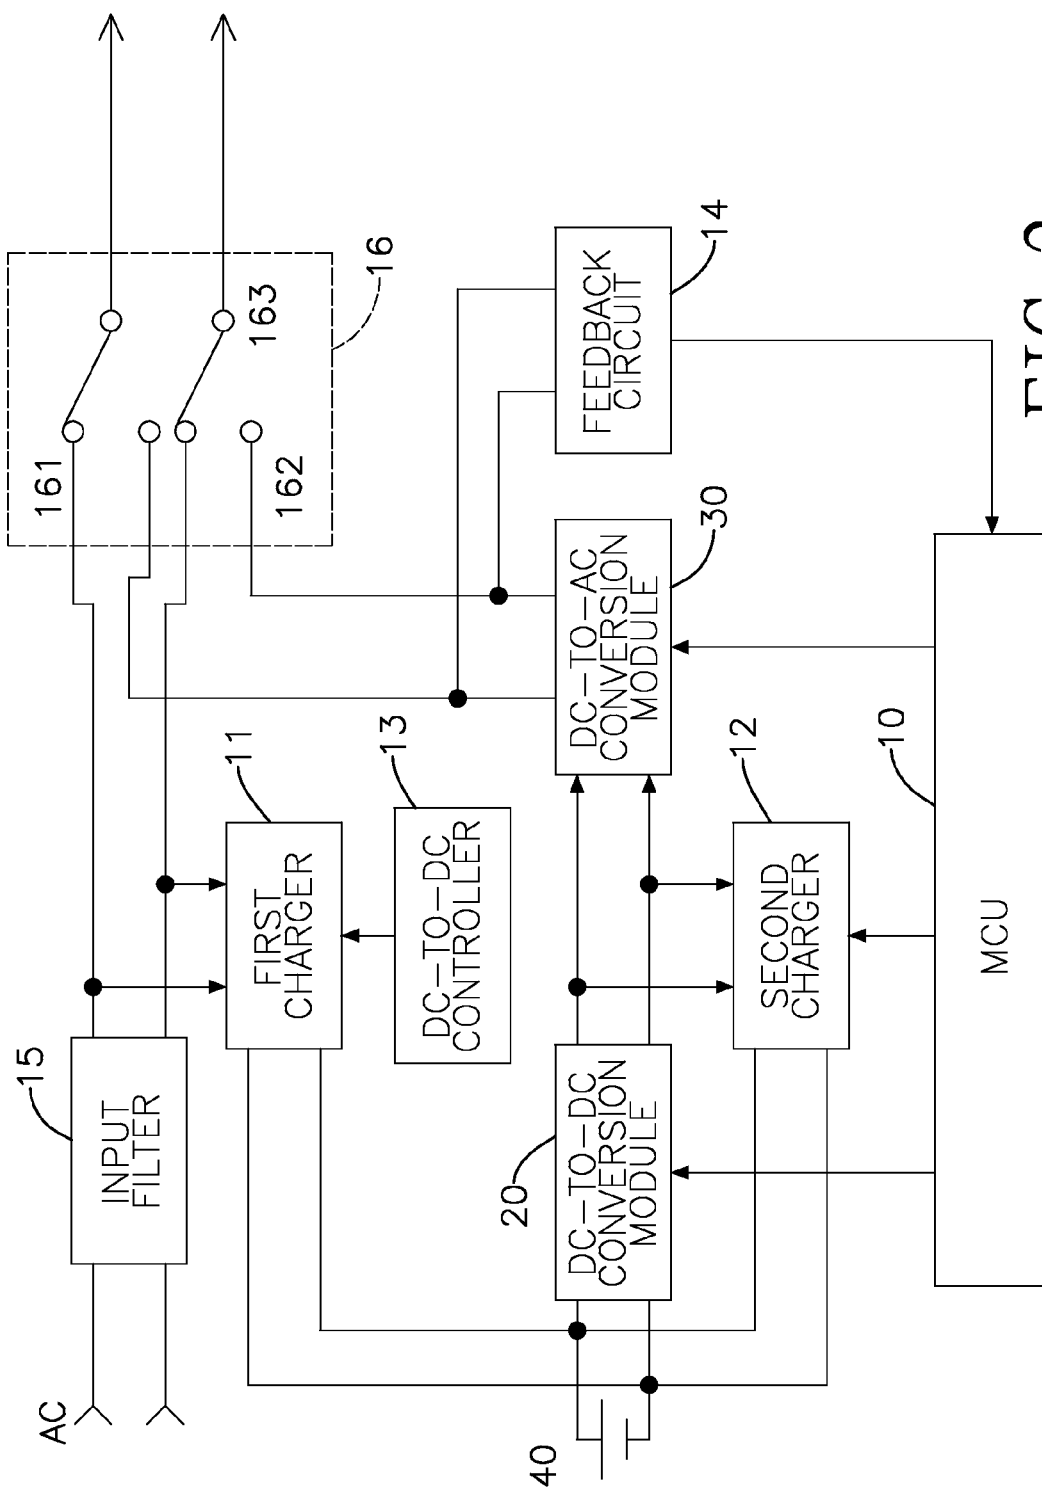 AC
INPUT
FILTER
15
FIRST
CHARGER
11
DC-TO-DC
CONTROLLER
13
161
162
163
16
40
DC-TO-DC
CONVERSION
MODULE
20
DC-TO-AC
CONVERSION
MODULE
30
FEEDBACK
CIRCUIT
14
SECOND
CHARGER
12
MCU
10